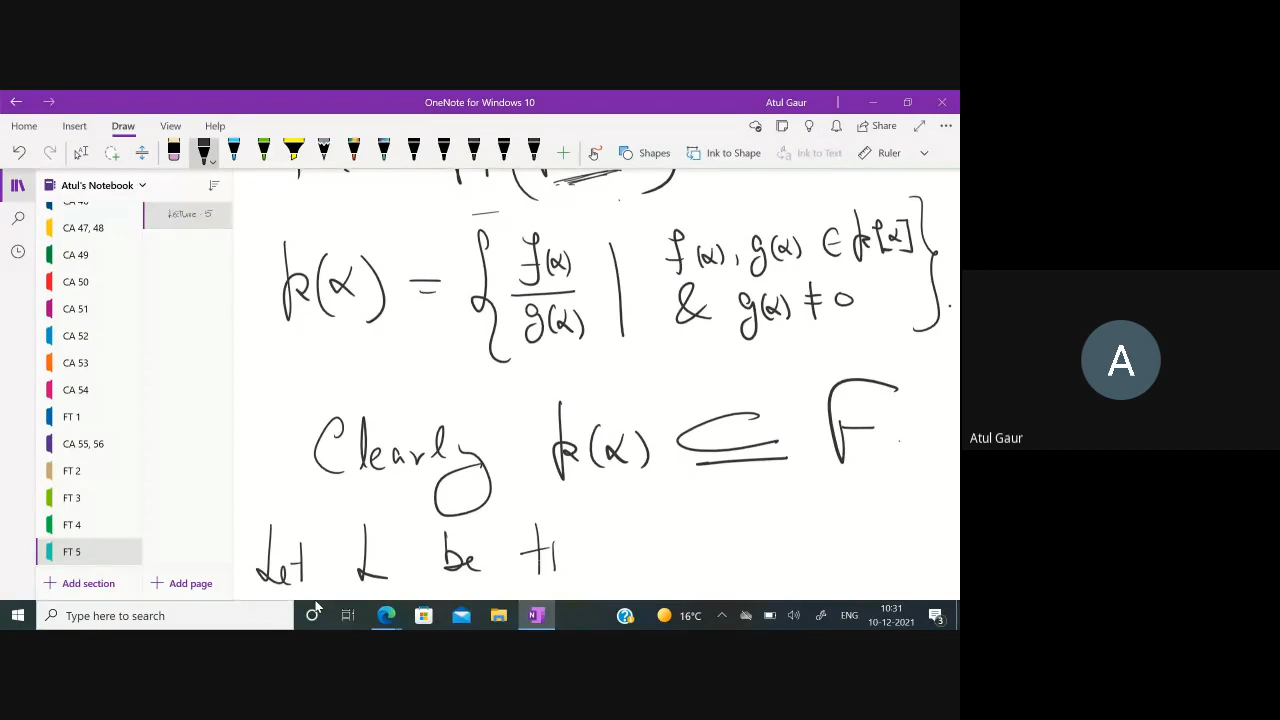 OneNote for Windows 10
Atul Gaur
Home Insert Draw View Help
Share
Shapes
Ink to Shape
Ink to Text
Ruler
Atul's Notebook
Lecture - 5
CA 47, 48
CA 49
CA 50
CA 51
CA 52
CA 53
CA 54
FT 1
CA 55, 56
FT 2
FT 3
FT 4
FT 5
Add section
Add page
k(α) = { f(α) / g(α) | f(α), g(α) ∈ k[α]
& g(α) ≠ 0 }.
Clearly k(α) ⊆ F.
Let L be
A
Atul Gaur
Type here to search
16°C
ENG
10:31
10-12-2021
3